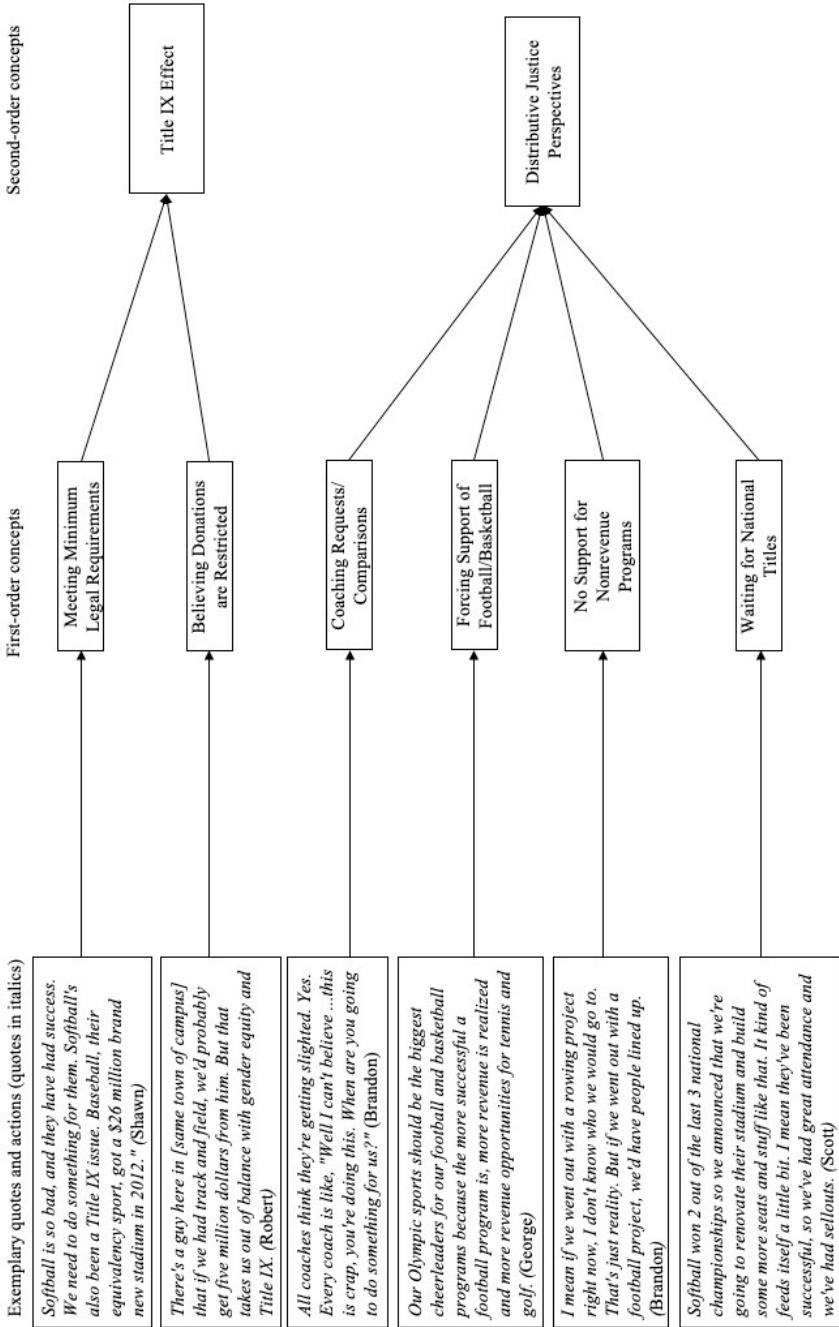 Exemplary quotes and actions (quotes in italics)
First-order concepts
Second-order concepts
Softball is so bad, and they have had success.
We need to do something for them. Softball's
also been a Title IX issue. Baseball, their
equivalency sport, got a $26 million brand
new stadium in 2012." (Shawn)
Meeting Minimum
Legal Requirements
There's a guy here in [same town of campus]
that if we had track and field, we'd probably
get five million dollars from him. But that
takes us out of balance with gender equity and
Title IX. (Robert)
Believing Donations
are Restricted
Title IX Effect
All coaches think they're getting slighted. Yes.
Every coach is like, "Well I can't believe ...this
is crap, you're doing this. When are you going
to do something for us?" (Brandon)
Coaching Requests/
Comparisons
Our Olympic sports should be the biggest
cheerleaders for our football and basketball
programs because the more successful a
football program is, more revenue is realized
and more revenue opportunities for tennis and
golf. (George)
Forcing Support of
Football/Basketball
I mean if we went out with a rowing project
right now, I don't know who we would go to.
That's just reality. But if we went out with a
football project, we'd have people lined up.
(Brandon)
No Support for
Nonrevenue
Programs
Softball won 2 out of the last 3 national
championships so we announced that we're
going to renovate their stadium and build
some more seats and stuff like that. It kind of
feeds itself a little bit. I mean they've been
successful, so we've had great attendance and
we've had sellouts. (Scott)
Waiting for National
Titles
Distributive Justice
Perspectives